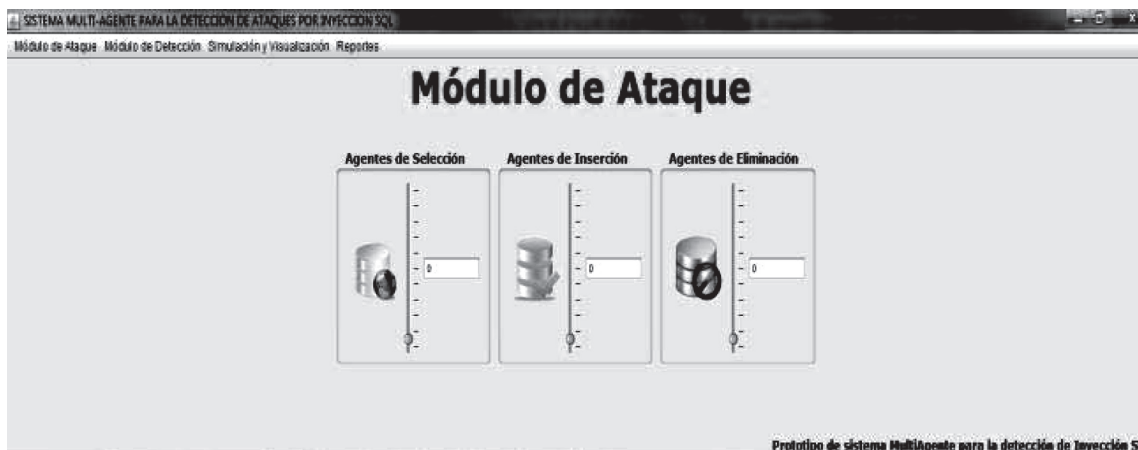 SISTEMA MULTI-AGENTE PARA LA DETECCIÓN DE ATAQUES POR INYECCIÓN SQL
Módulo de Ataque Módulo de Detección Simulación y Visualización Reportes
Módulo de Ataque
Agentes de Selección Agentes de Inserción Agentes de Eliminación
0 0 0
Prototipo de sistema MultiAgente para la detección de Inyección S